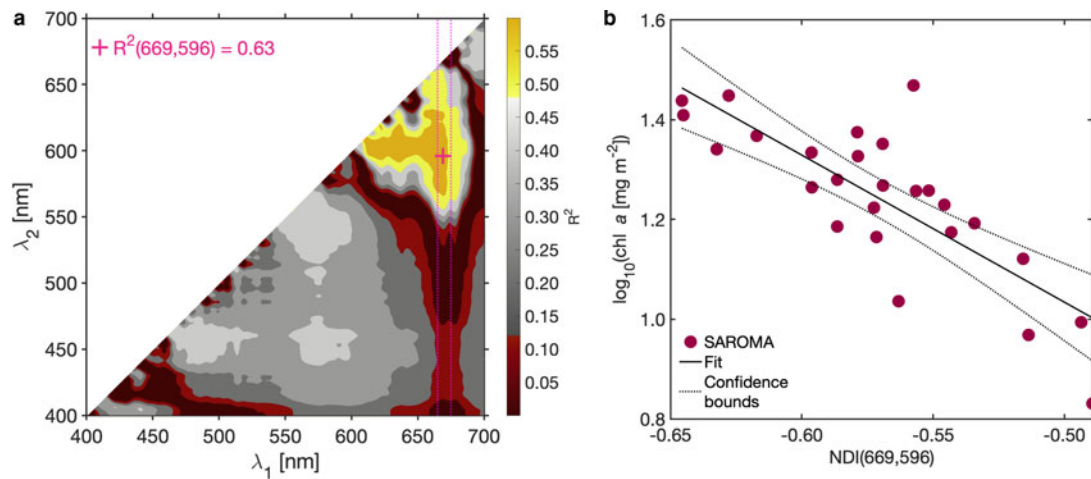 a
700
650
600
550
500
450
400
λ2 [nm]
+ R2(669,596) = 0.63
400 450 500 550 600 650 700
λ1 [nm]
0.55
0.50
0.45
0.40
0.35
0.30
0.25
0.20
0.15
0.10
0.05
R2
b
1.6
1.4
1.2
1.0
0.8
log10(chl a [mg m-2])
SAROMA
Fit
Confidence
bounds
-0.65 -0.60 -0.55 -0.50
NDI(669,596)